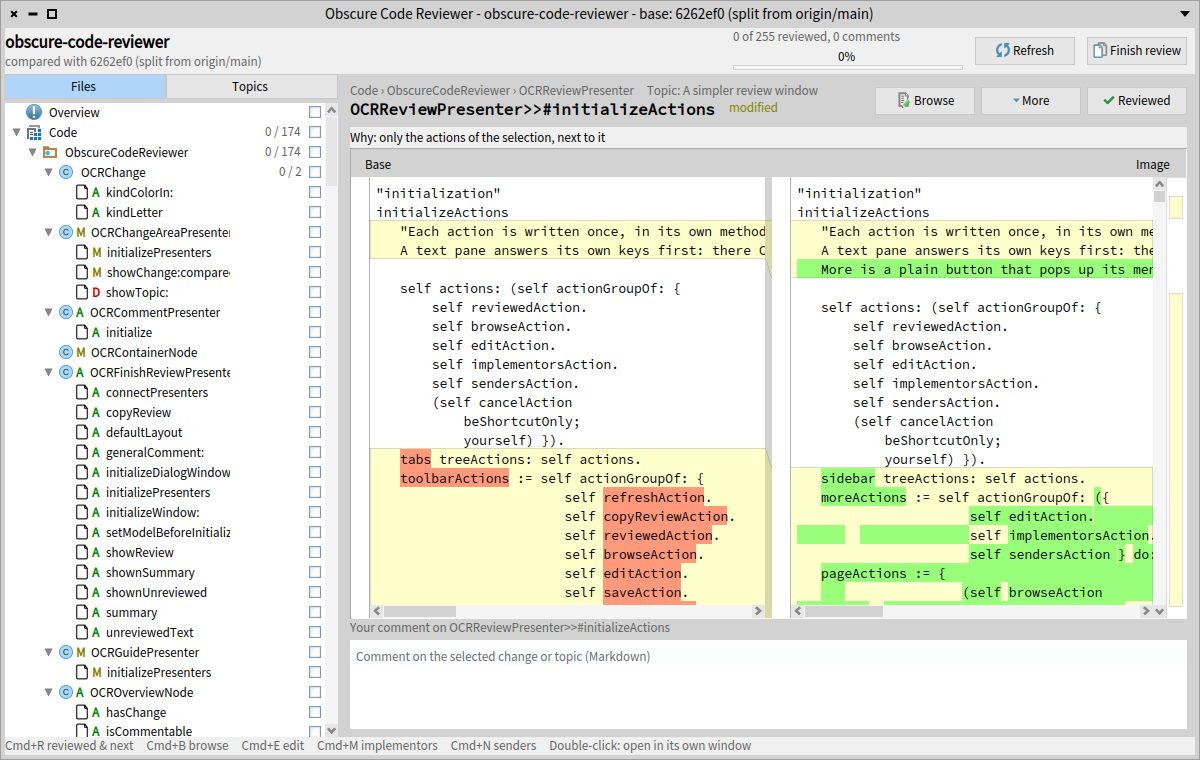 Obscure Code Reviewer - obscure-code-reviewer - base: 6262ef0 (split from origin/main)
obscure-code-reviewer
compared with 6262ef0 (split from origin/main)
0 of 255 reviewed, 0 comments
0%
Refresh
Finish review
Files
Topics
Overview
Code 0 / 174
ObscureCodeReviewer 0 / 174
C OCRChange 0 / 2
A kindColorIn:
A kindLetter
C M OCRChangeAreaPresenter
M initializePresenters
M showChange:compare
D showTopic:
C A OCRCommentPresenter
A initialize
C M OCRContainerNode
C A OCRFinishReviewPresente
A connectPresenters
A copyReview
A defaultLayout
A generalComment:
A initializeDialogWindow
A initializePresenters
A initializeWindow:
A setModelBeforeInitializ
A showReview
A shownSummary
A shownUnreviewed
A summary
A unreviewedText
C M OCRGuidePresenter
M initializePresenters
C A OCROverviewNode
A hasChange
A isCommentable
Code › ObscureCodeReviewer › OCRReviewPresenter Topic: A simpler review window
OCRReviewPresenter>>#initializeActions modified
Browse
More
Reviewed
Why: only the actions of the selection, next to it
Base
Image
"initialization"
initializeActions
"Each action is written once, in its own method
A text pane answers its own keys first: there C
self actions: (self actionGroupOf: {
self reviewedAction.
self browseAction.
self editAction.
self implementorsAction.
self sendersAction.
(self cancelAction
beShortcutOnly;
yourself) }).
tabs treeActions: self actions.
toolbarActions := self actionGroupOf: {
self refreshAction.
self copyReviewAction.
self reviewedAction.
self browseAction.
self editAction.
self saveAction.
"initialization"
initializeActions
"Each action is written once, in its own me
A text pane answers its own keys first: the
More is a plain button that pops up its men
self actions: (self actionGroupOf: {
self reviewedAction.
self browseAction.
self editAction.
self implementorsAction.
self sendersAction.
(self cancelAction
beShortcutOnly;
yourself) }).
sidebar treeActions: self actions.
moreActions := self actionGroupOf: ({
self editAction.
self implementorsAction.
self sendersAction } do:
pageActions := {
(self browseAction
Your comment on OCRReviewPresenter>>#initializeActions
Comment on the selected change or topic (Markdown)
Cmd+R reviewed & next Cmd+B browse Cmd+E edit Cmd+M implementors Cmd+N senders Double-click: open in its own window